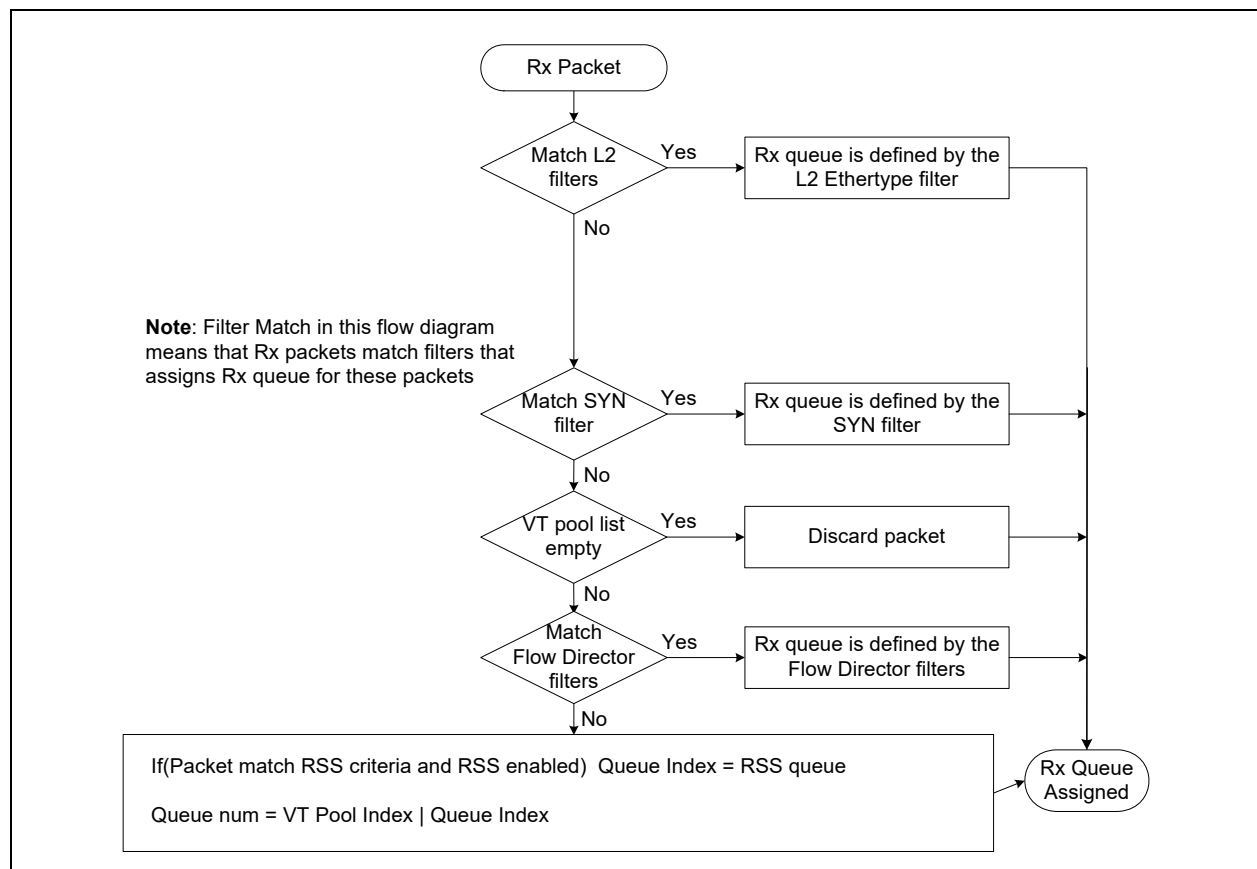 Rx Packet
Match L2
filters
Yes
Rx queue is defined by the
L2 Ethertype filter
No
Note: Filter Match in this flow diagram
means that Rx packets match filters that
assigns Rx queue for these packets
Match SYN
filter
Yes
Rx queue is defined by the
SYN filter
No
VT pool list
empty
Yes
Discard packet
No
Match
Flow Director
filters
Yes
Rx queue is defined by the
Flow Director filters
No
If(Packet match RSS criteria and RSS enabled) Queue Index = RSS queue
Queue num = VT Pool Index | Queue Index
Rx Queue
Assigned